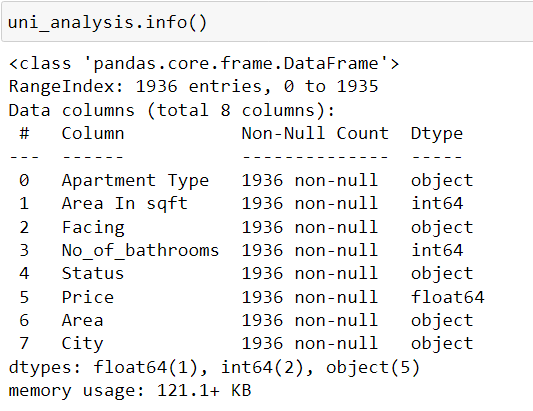 uni_analysis.info()
<class 'pandas.core.frame.DataFrame'>
RangeIndex: 1936 entries, 0 to 1935
Data columns (total 8 columns):
 #   Column          Non-Null Count  Dtype
---  ------          --------------  -----
 0   Apartment Type  1936 non-null   object
 1   Area In sqft    1936 non-null   int64
 2   Facing          1936 non-null   object
 3   No_of_bathrooms 1936 non-null   int64
 4   Status          1936 non-null   object
 5   Price           1936 non-null   float64
 6   Area            1936 non-null   object
 7   City            1936 non-null   object
dtypes: float64(1), int64(2), object(5)
memory usage: 121.1+ KB